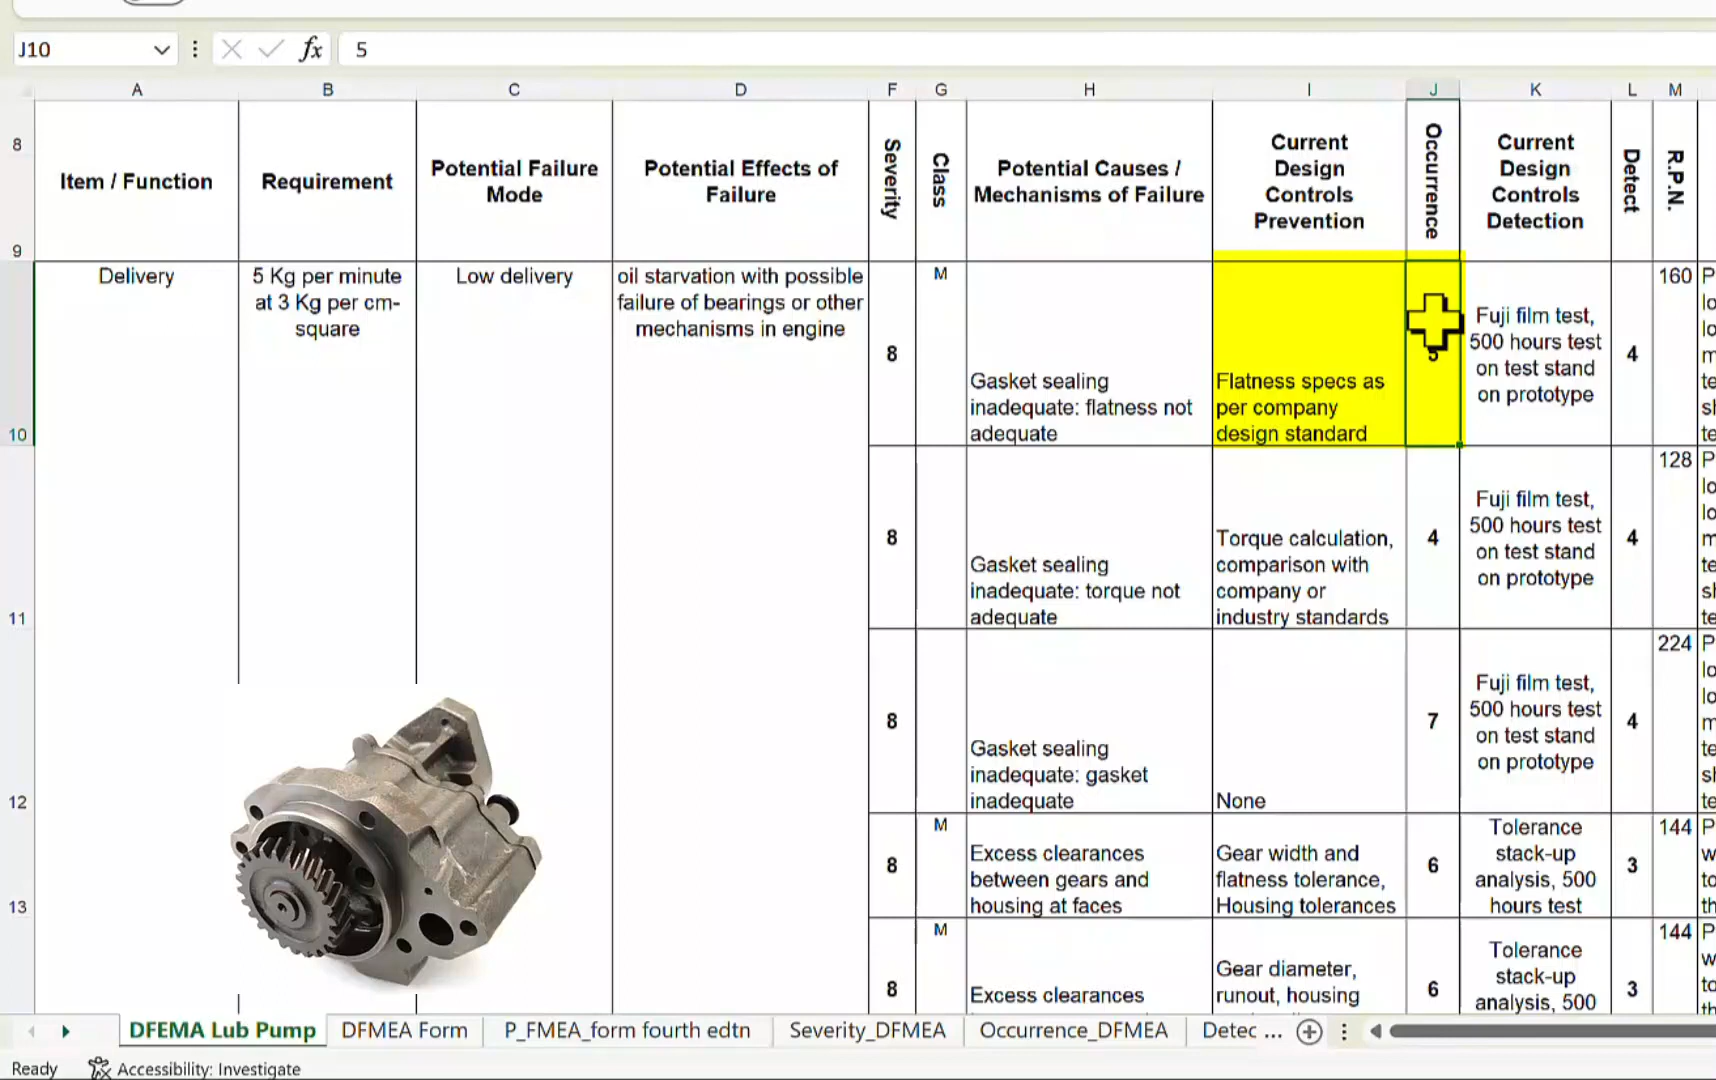 J10
fx
5
A B C D F G H I J K L M
8
9
Item / Function
Requirement
Potential Failure
Mode
Potential Effects of
Failure
Severity
Class
Potential Causes /
Mechanisms of Failure
Current
Design
Controls
Prevention
Occurrence
Current
Design
Controls
Detection
Detect
R.P.N.
10
Delivery
5 Kg per minute
at 3 Kg per cm-
square
Low delivery
oil starvation with possible
failure of bearings or other
mechanisms in engine
8
M
Gasket sealing
inadequate: flatness not
adequate
Flatness specs as
per company
design standard
Fuji film test,
500 hours test
on test stand
on prototype
4
160
11
8
Gasket sealing
inadequate: torque not
adequate
Torque calculation,
comparison with
company or
industry standards
4
Fuji film test,
500 hours test
on test stand
on prototype
4
128
12
8
Gasket sealing
inadequate: gasket
inadequate
None
7
Fuji film test,
500 hours test
on test stand
on prototype
4
224
13
8
M
Excess clearances
between gears and
housing at faces
Gear width and
flatness tolerance,
Housing tolerances
6
Tolerance
stack-up
analysis, 500
hours test
3
144
8
M
Excess clearances
Gear diameter,
runout, housing
6
Tolerance
stack-up
analysis, 500
3
144
DFEMA Lub Pump
DFMEA Form
P_FMEA_form fourth edtn
Severity_DFMEA
Occurrence_DFMEA
Detec ...
Ready
Accessibility: Investigate